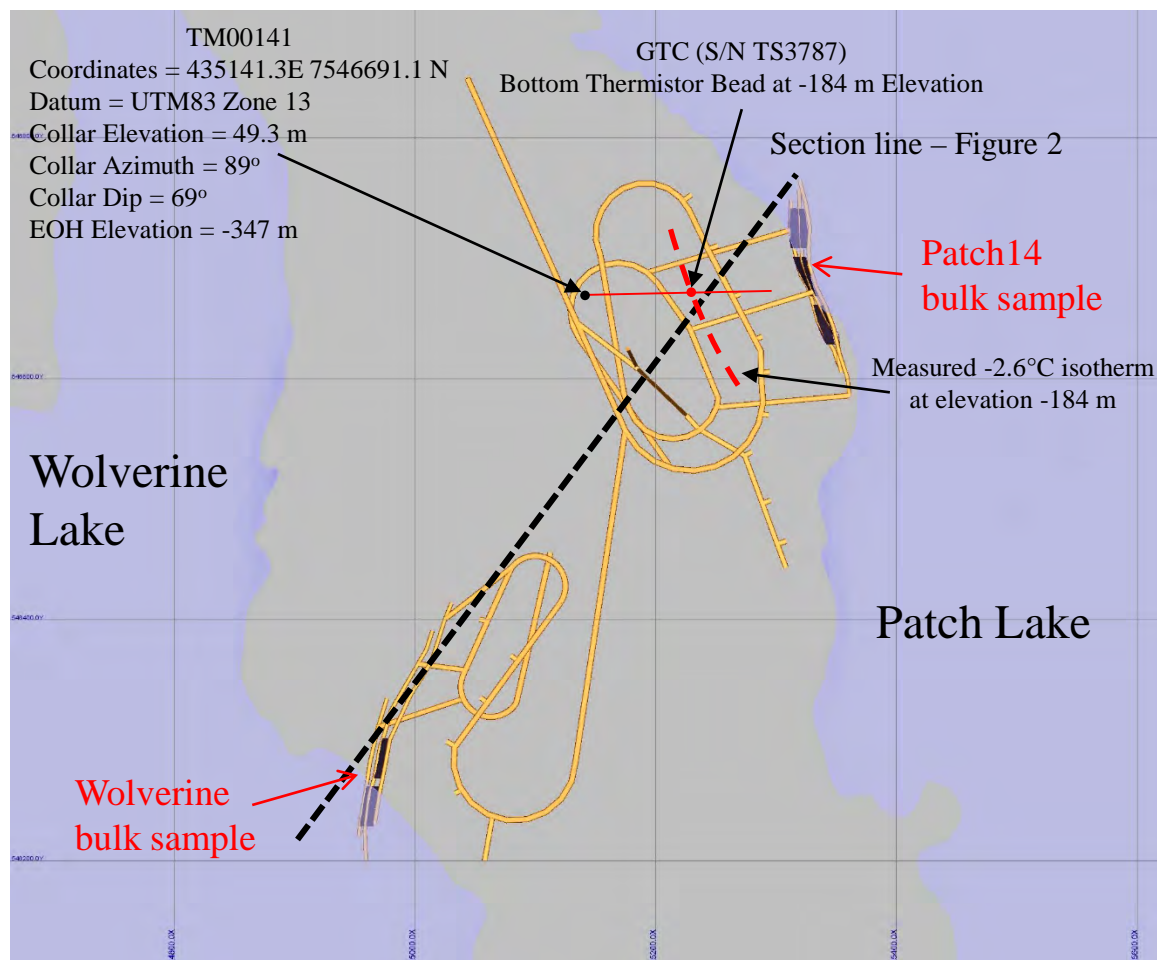 TM00141
Coordinates = 435141.3E 7546691.1 N
Datum = UTM83 Zone 13
Collar Elevation = 49.3 m
Collar Azimuth = 89º
Collar Dip = 69º
EOH Elevation = -347 m
GTC (S/N TS3787)
Bottom Thermistor Bead at -184 m Elevation
Section line – Figure 2
Patch14
bulk sample
Measured -2.6°C isotherm
at elevation -184 m
Wolverine
Lake
Patch Lake
Wolverine
bulk sample